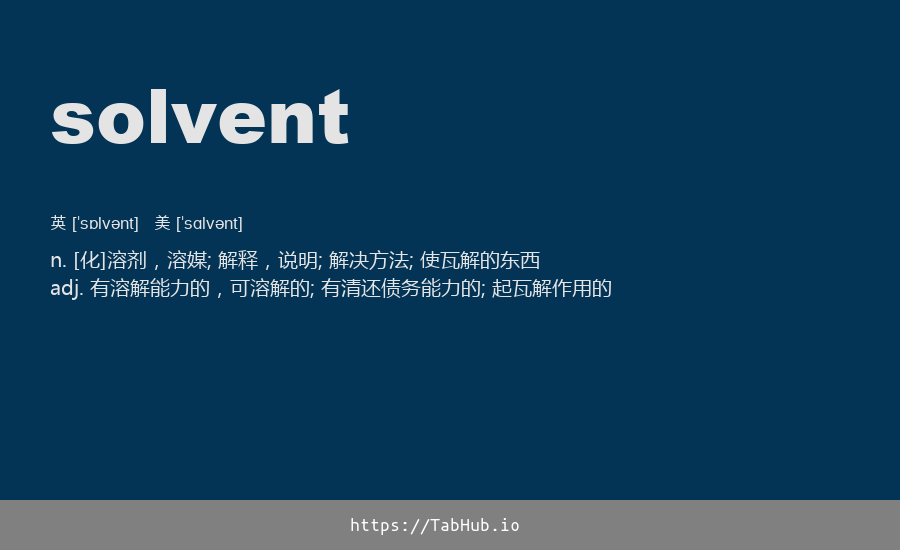 solvent
英 ['sɒlvənt] 美 ['sɑlvənt]
n. [化]溶剂，溶媒; 解释，说明; 解决方法; 使瓦解的东西
adj. 有溶解能力的，可溶解的; 有清还债务能力的; 起瓦解作用的
https://TabHub.io